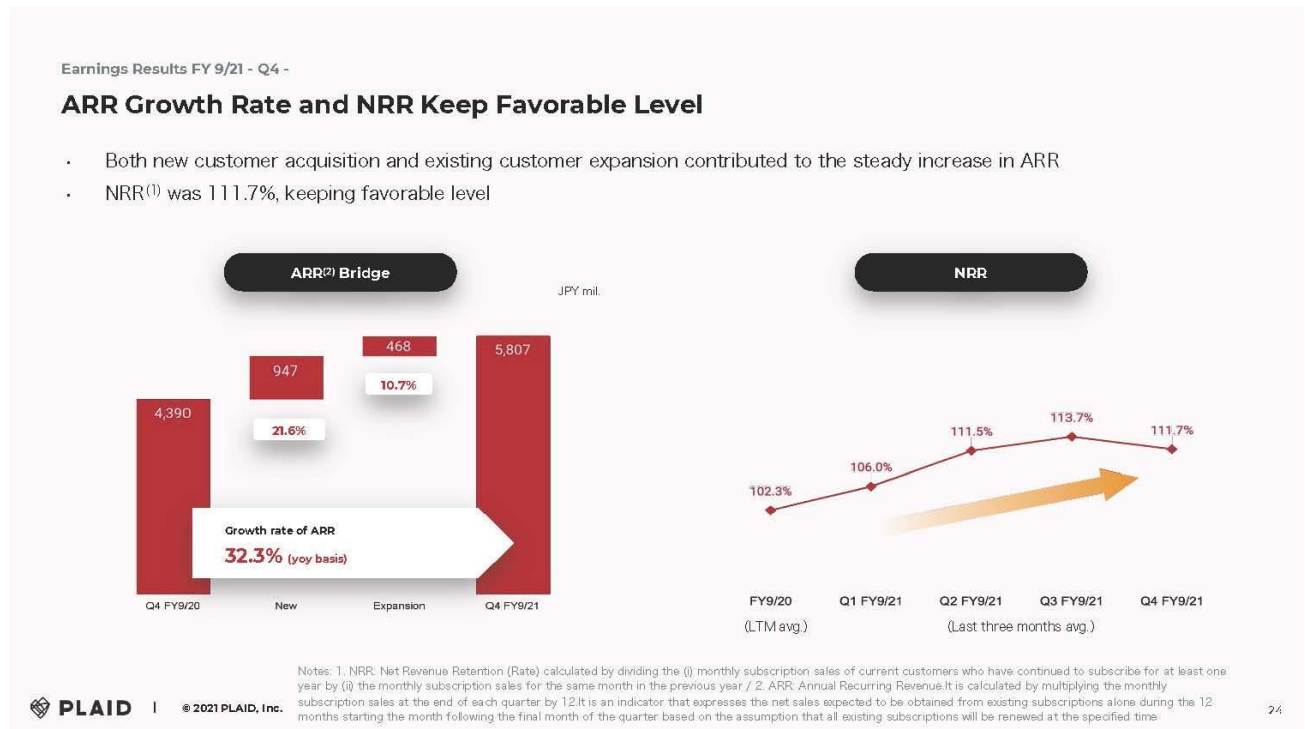 Earnings Results FY 9/21 - Q4 -
ARR Growth Rate and NRR Keep Favorable Level
· Both new customer acquisition and existing customer expansion contributed to the steady increase in ARR
· NRR(1) was 111.7%, keeping favorable level
ARR(2) Bridge
JPY mil.
4,390
947
21.6%
468
10.7%
5,807
Growth rate of ARR
32.3% (yoy basis)
Q4 FY9/20 New Expansion Q4 FY9/21
NRR
102.3%
106.0%
111.5%
113.7%
111.7%
FY9/20 Q1 FY9/21 Q2 FY9/21 Q3 FY9/21 Q4 FY9/21
(LTM avg.) (Last three months avg.)
Notes: 1. NRR: Net Revenue Retention (Rate) calculated by dividing the (i) monthly subscription sales of current customers who have continued to subscribe for at least one
year by (ii) the monthly subscription sales for the same month in the previous year / 2. ARR: Annual Recurring Revenue.It is calculated by multiplying the monthly
subscription sales at the end of each quarter by 12.It is an indicator that expresses the net sales expected to be obtained from existing subscriptions alone during the 12
months starting the month following the final month of the quarter based on the assumption that all existing subscriptions will be renewed at the specified time
PLAID | © 2021 PLAID, Inc.
24